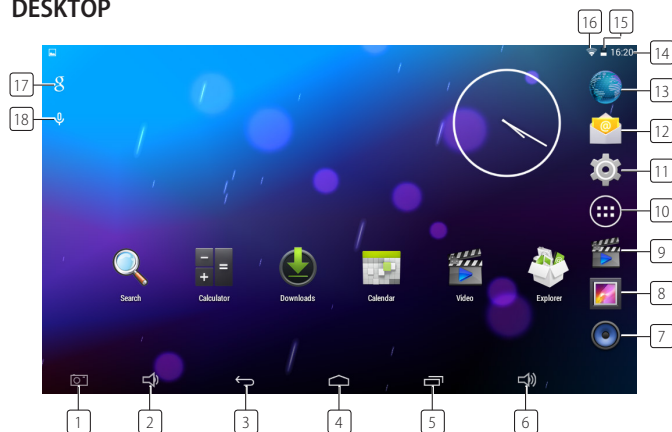 DESKTOP
16 15
16:20 14
17 g 13
18 12
@
11
10
9
Search Calculator Downloads Calendar Video Explorer
8
7
1 2 3 4 5 6